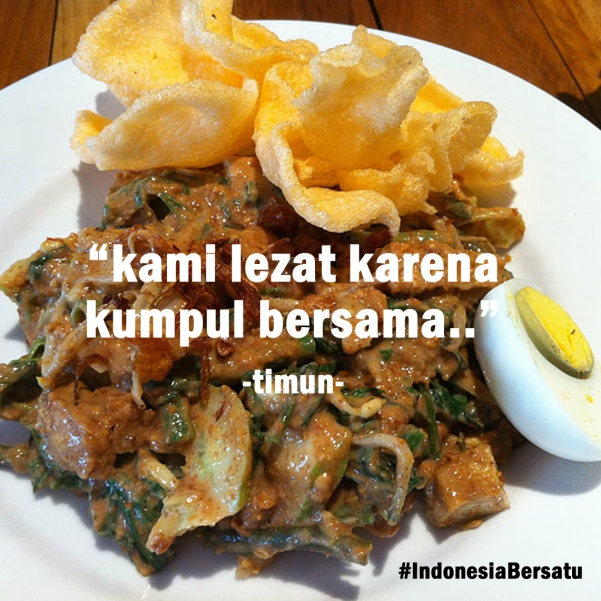 “kami lezat karena
kumpul bersama..”
-timun-
#IndonesiaBersatu